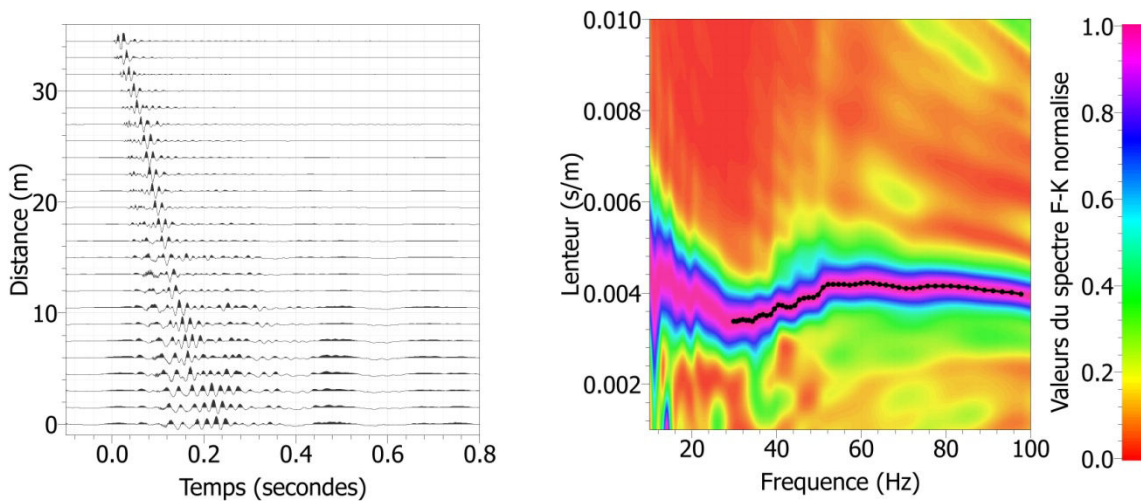 Distance (m)
30
20
10
0
0.0 0.2 0.4 0.6 0.8
Temps (secondes)
Lenteur (s/m)
0.010
0.008
0.006
0.004
0.002
20 40 60 80 100
Frequence (Hz)
Valeurs du spectre F-K normalise
1.0
0.8
0.6
0.4
0.2
0.0